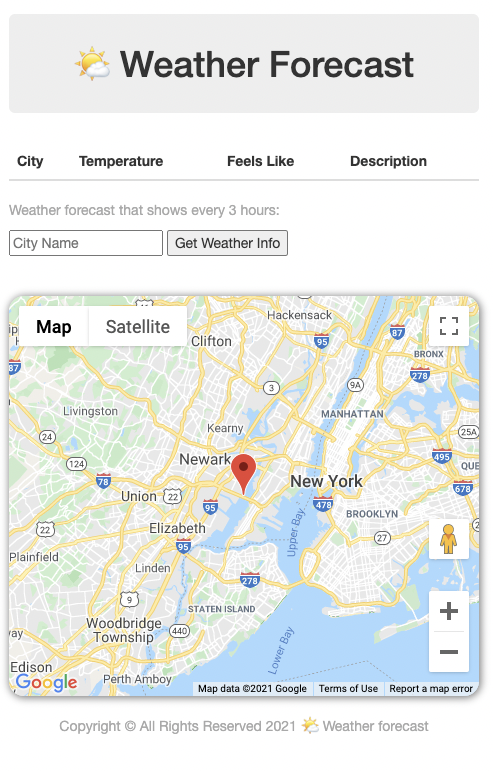 🌤️ Weather Forecast
City Temperature Feels Like Description
Weather forecast that shows every 3 hours:
City Name Get Weather Info
Map Satellite
Hackensack
95
87
Clifton
87
BRONX
278
3
9A
Livingston
MANHATTAN
Kearny
24
25A
Newark
495
124
QUE
78
New York
678
Union 22
95
478
BROOKLYN
22
Elizabeth
Upper Bay
27
95
Plainfield
Linden
278
9
STATEN ISLAND
Woodbridge
Township
440
way
Lower Bay
Edison
Perth Amboy
Google
Map data ©2021 Google Terms of Use Report a map error
Copyright © All Rights Reserved 2021 🌤️ Weather forecast